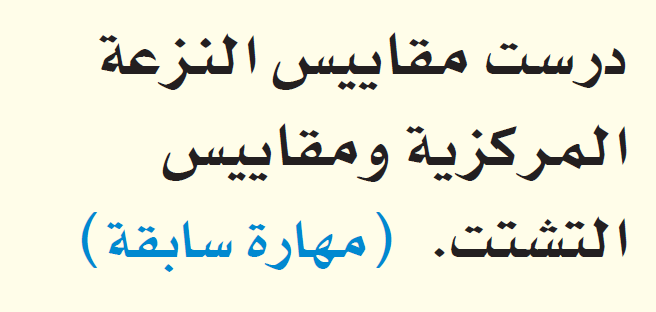 درست مقاييس النزعة
المركزية ومقاييس
التشتت. (مهارة سابقة)